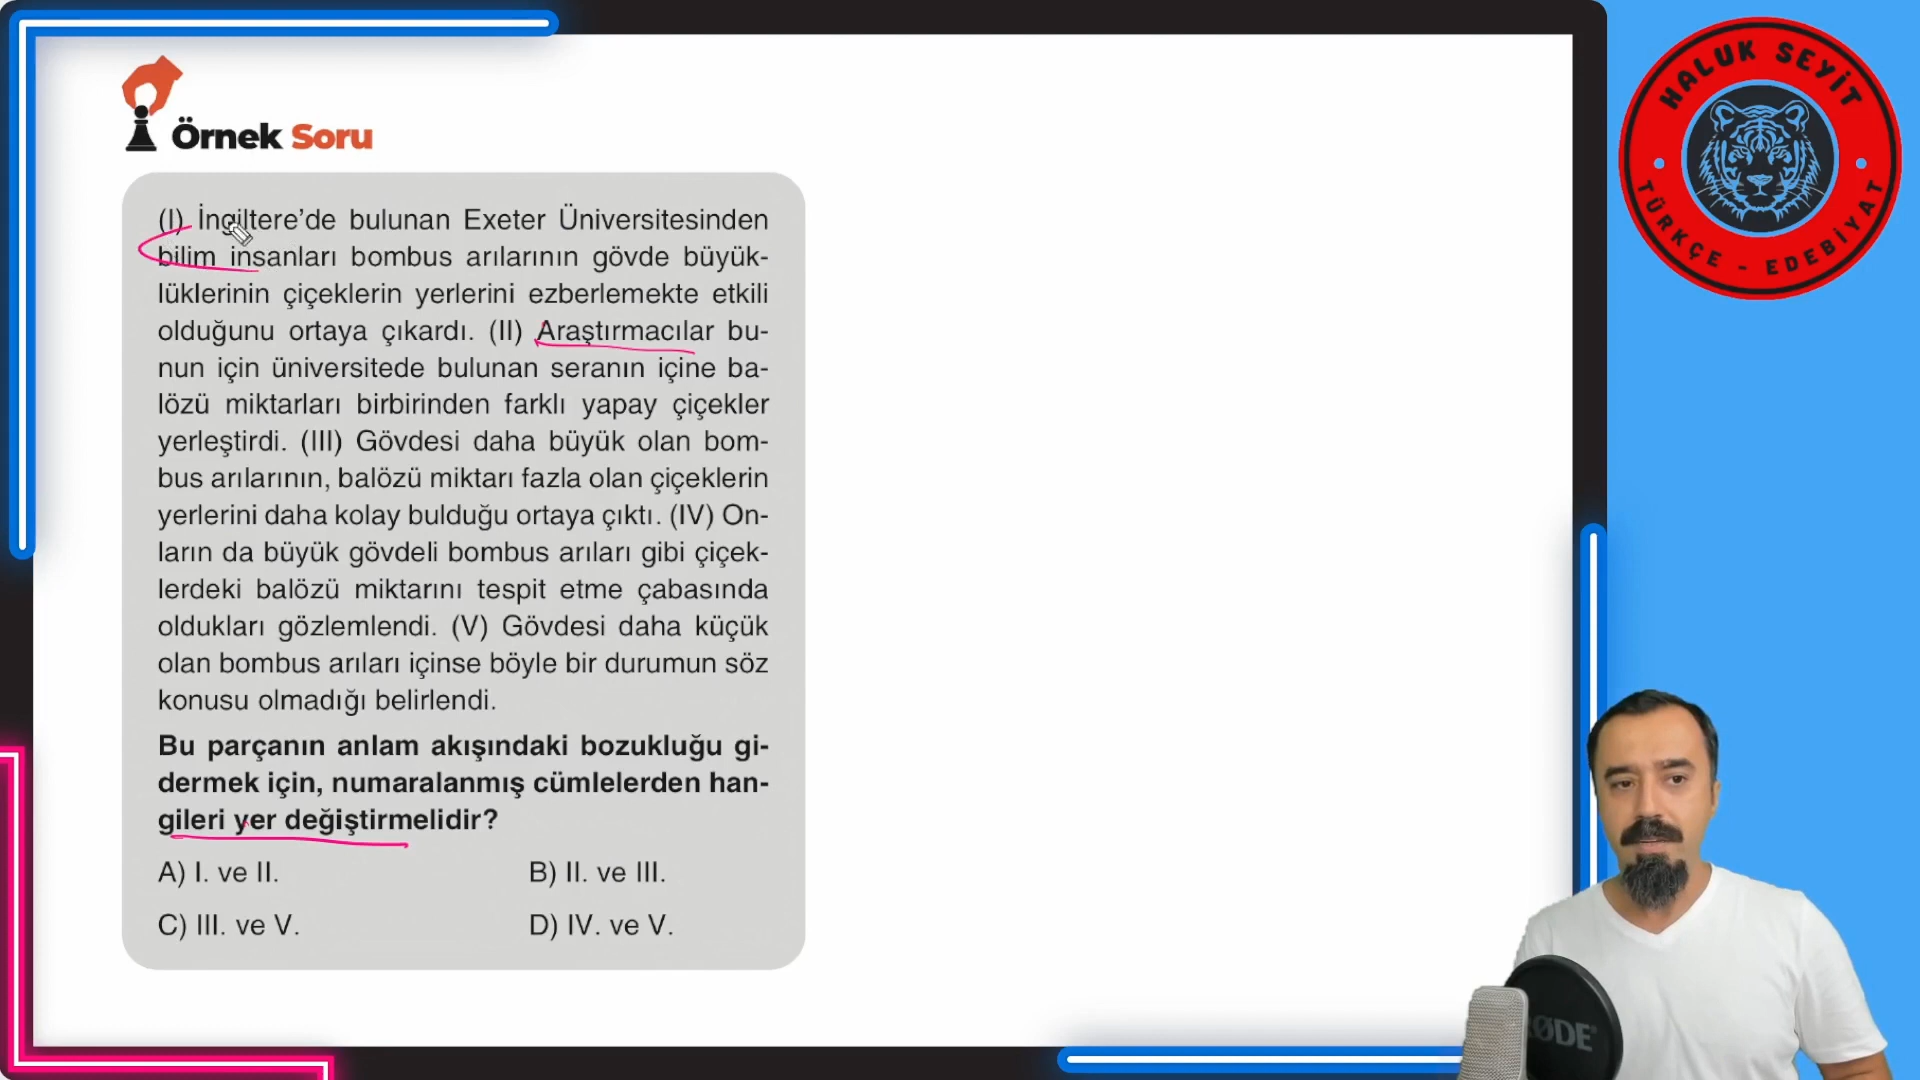 HALUK SEYİT
TÜRKÇE - EDEBİYAT
Örnek Soru
(I) İngiltere’de bulunan Exeter Üniversitesinden
bilim insanları bombus arılarının gövde büyük-
lüklerinin çiçeklerin yerlerini ezberlemekte etkili
olduğunu ortaya çıkardı. (II) Araştırmacılar bu-
nun için üniversitede bulunan seranın içine ba-
lözü miktarları birbirinden farklı yapay çiçekler
yerleştirdi. (III) Gövdesi daha büyük olan bom-
bus arılarının, balözü miktarı fazla olan çiçeklerin
yerlerini daha kolay bulduğu ortaya çıktı. (IV) On-
ların da büyük gövdeli bombus arıları gibi çiçek-
lerdeki balözü miktarını tespit etme çabasında
oldukları gözlemlendi. (V) Gövdesi daha küçük
olan bombus arıları içinse böyle bir durumun söz
konusu olmadığı belirlendi.
Bu parçanın anlam akışındaki bozukluğu gi-
dermek için, numaralanmış cümlelerden han-
gileri yer değiştirmelidir?
A) I. ve II.
B) II. ve III.
C) III. ve V.
D) IV. ve V.
RØDE